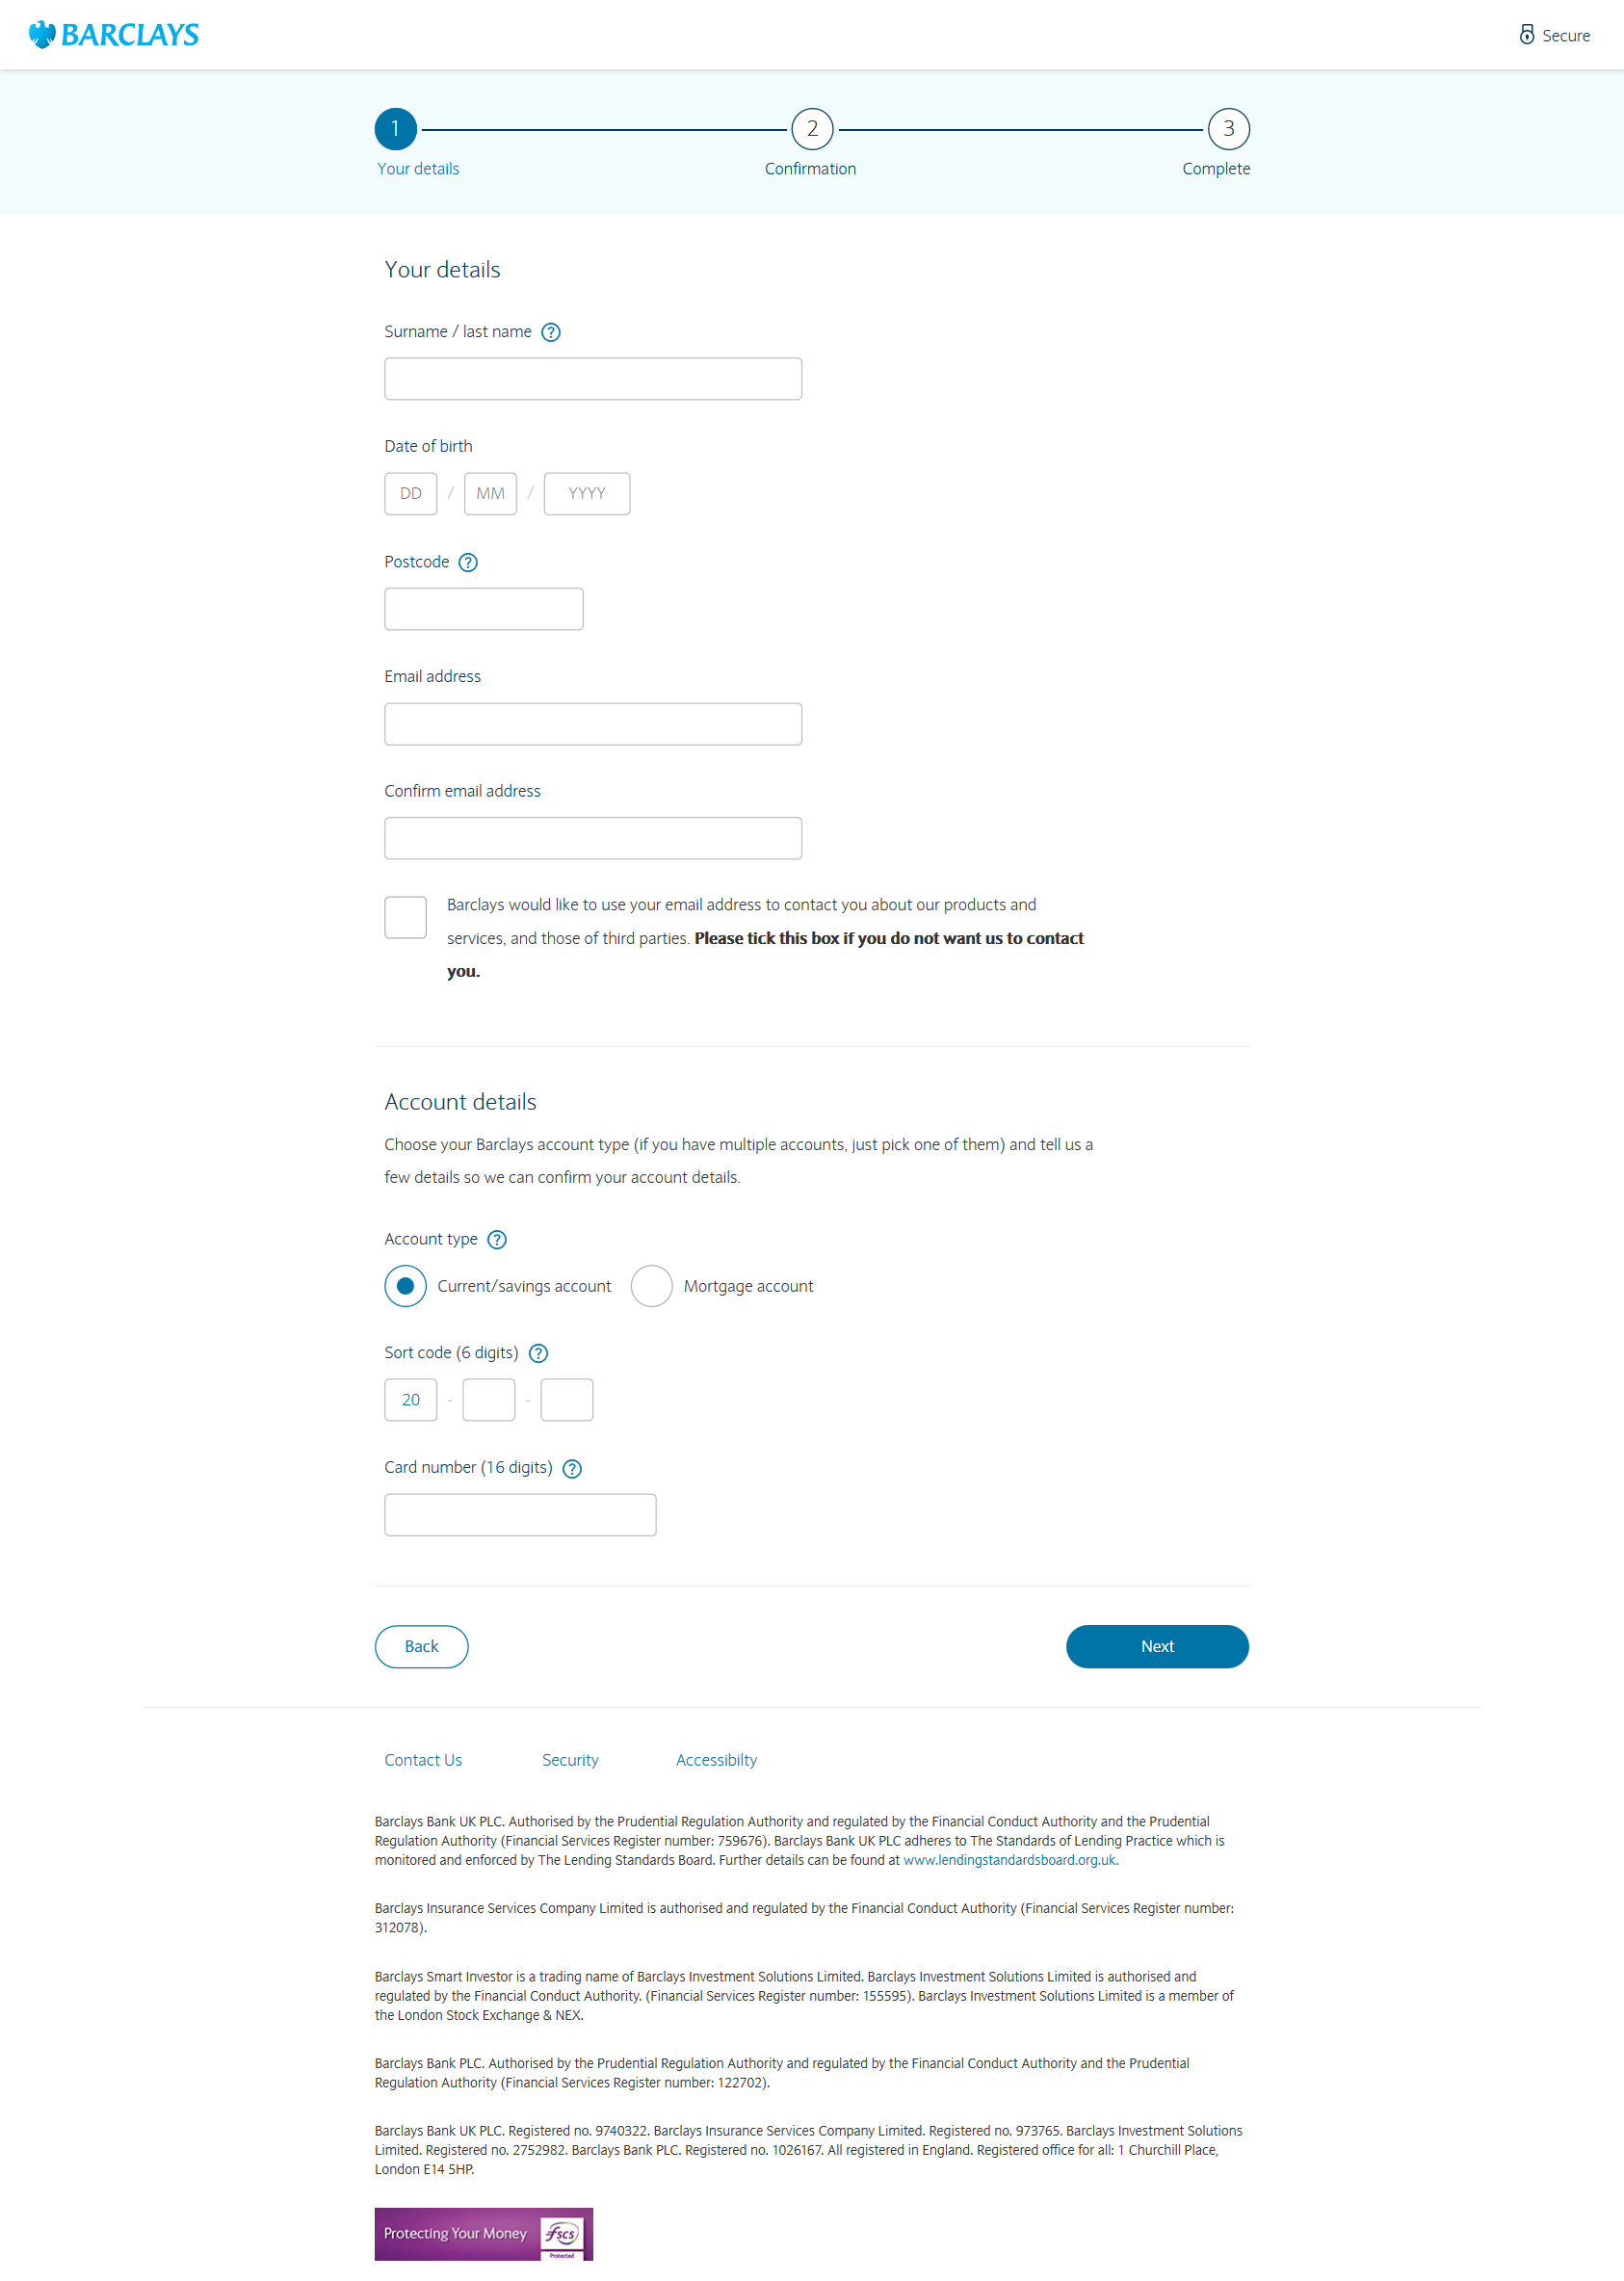 BARCLAYS
Secure
1
2
3
Your details
Confirmation
Complete
Your details
Surname / last name ?
Date of birth
DD / MM / YYYY
Postcode ?
Email address
Confirm email address
Barclays would like to use your email address to contact you about our products and
services, and those of third parties. Please tick this box if you do not want us to contact
you.
Account details
Choose your Barclays account type (if you have multiple accounts, just pick one of them) and tell us a
few details so we can confirm your account details.
Account type ?
Current/savings account
Mortgage account
Sort code (6 digits) ?
20 - -
Card number (16 digits) ?
Back
Next
Contact Us
Security
Accessibilty
Barclays Bank UK PLC. Authorised by the Prudential Regulation Authority and regulated by the Financial Conduct Authority and the Prudential
Regulation Authority (Financial Services Register number: 759676). Barclays Bank UK PLC adheres to The Standards of Lending Practice which is
monitored and enforced by The Lending Standards Board. Further details can be found at www.lendingstandardsboard.org.uk.
Barclays Insurance Services Company Limited is authorised and regulated by the Financial Conduct Authority (Financial Services Register number:
312078).
Barclays Smart Investor is a trading name of Barclays Investment Solutions Limited. Barclays Investment Solutions Limited is authorised and
regulated by the Financial Conduct Authority. (Financial Services Register number: 155595). Barclays Investment Solutions Limited is a member of
the London Stock Exchange & NEX.
Barclays Bank PLC. Authorised by the Prudential Regulation Authority and regulated by the Financial Conduct Authority and the Prudential
Regulation Authority (Financial Services Register number: 122702).
Barclays Bank UK PLC. Registered no. 9740322. Barclays Insurance Services Company Limited. Registered no. 973765. Barclays Investment Solutions
Limited. Registered no. 2752982. Barclays Bank PLC. Registered no. 1026167. All registered in England. Registered office for all: 1 Churchill Place,
London E14 5HP.
Protecting Your Money
fscs
Protected